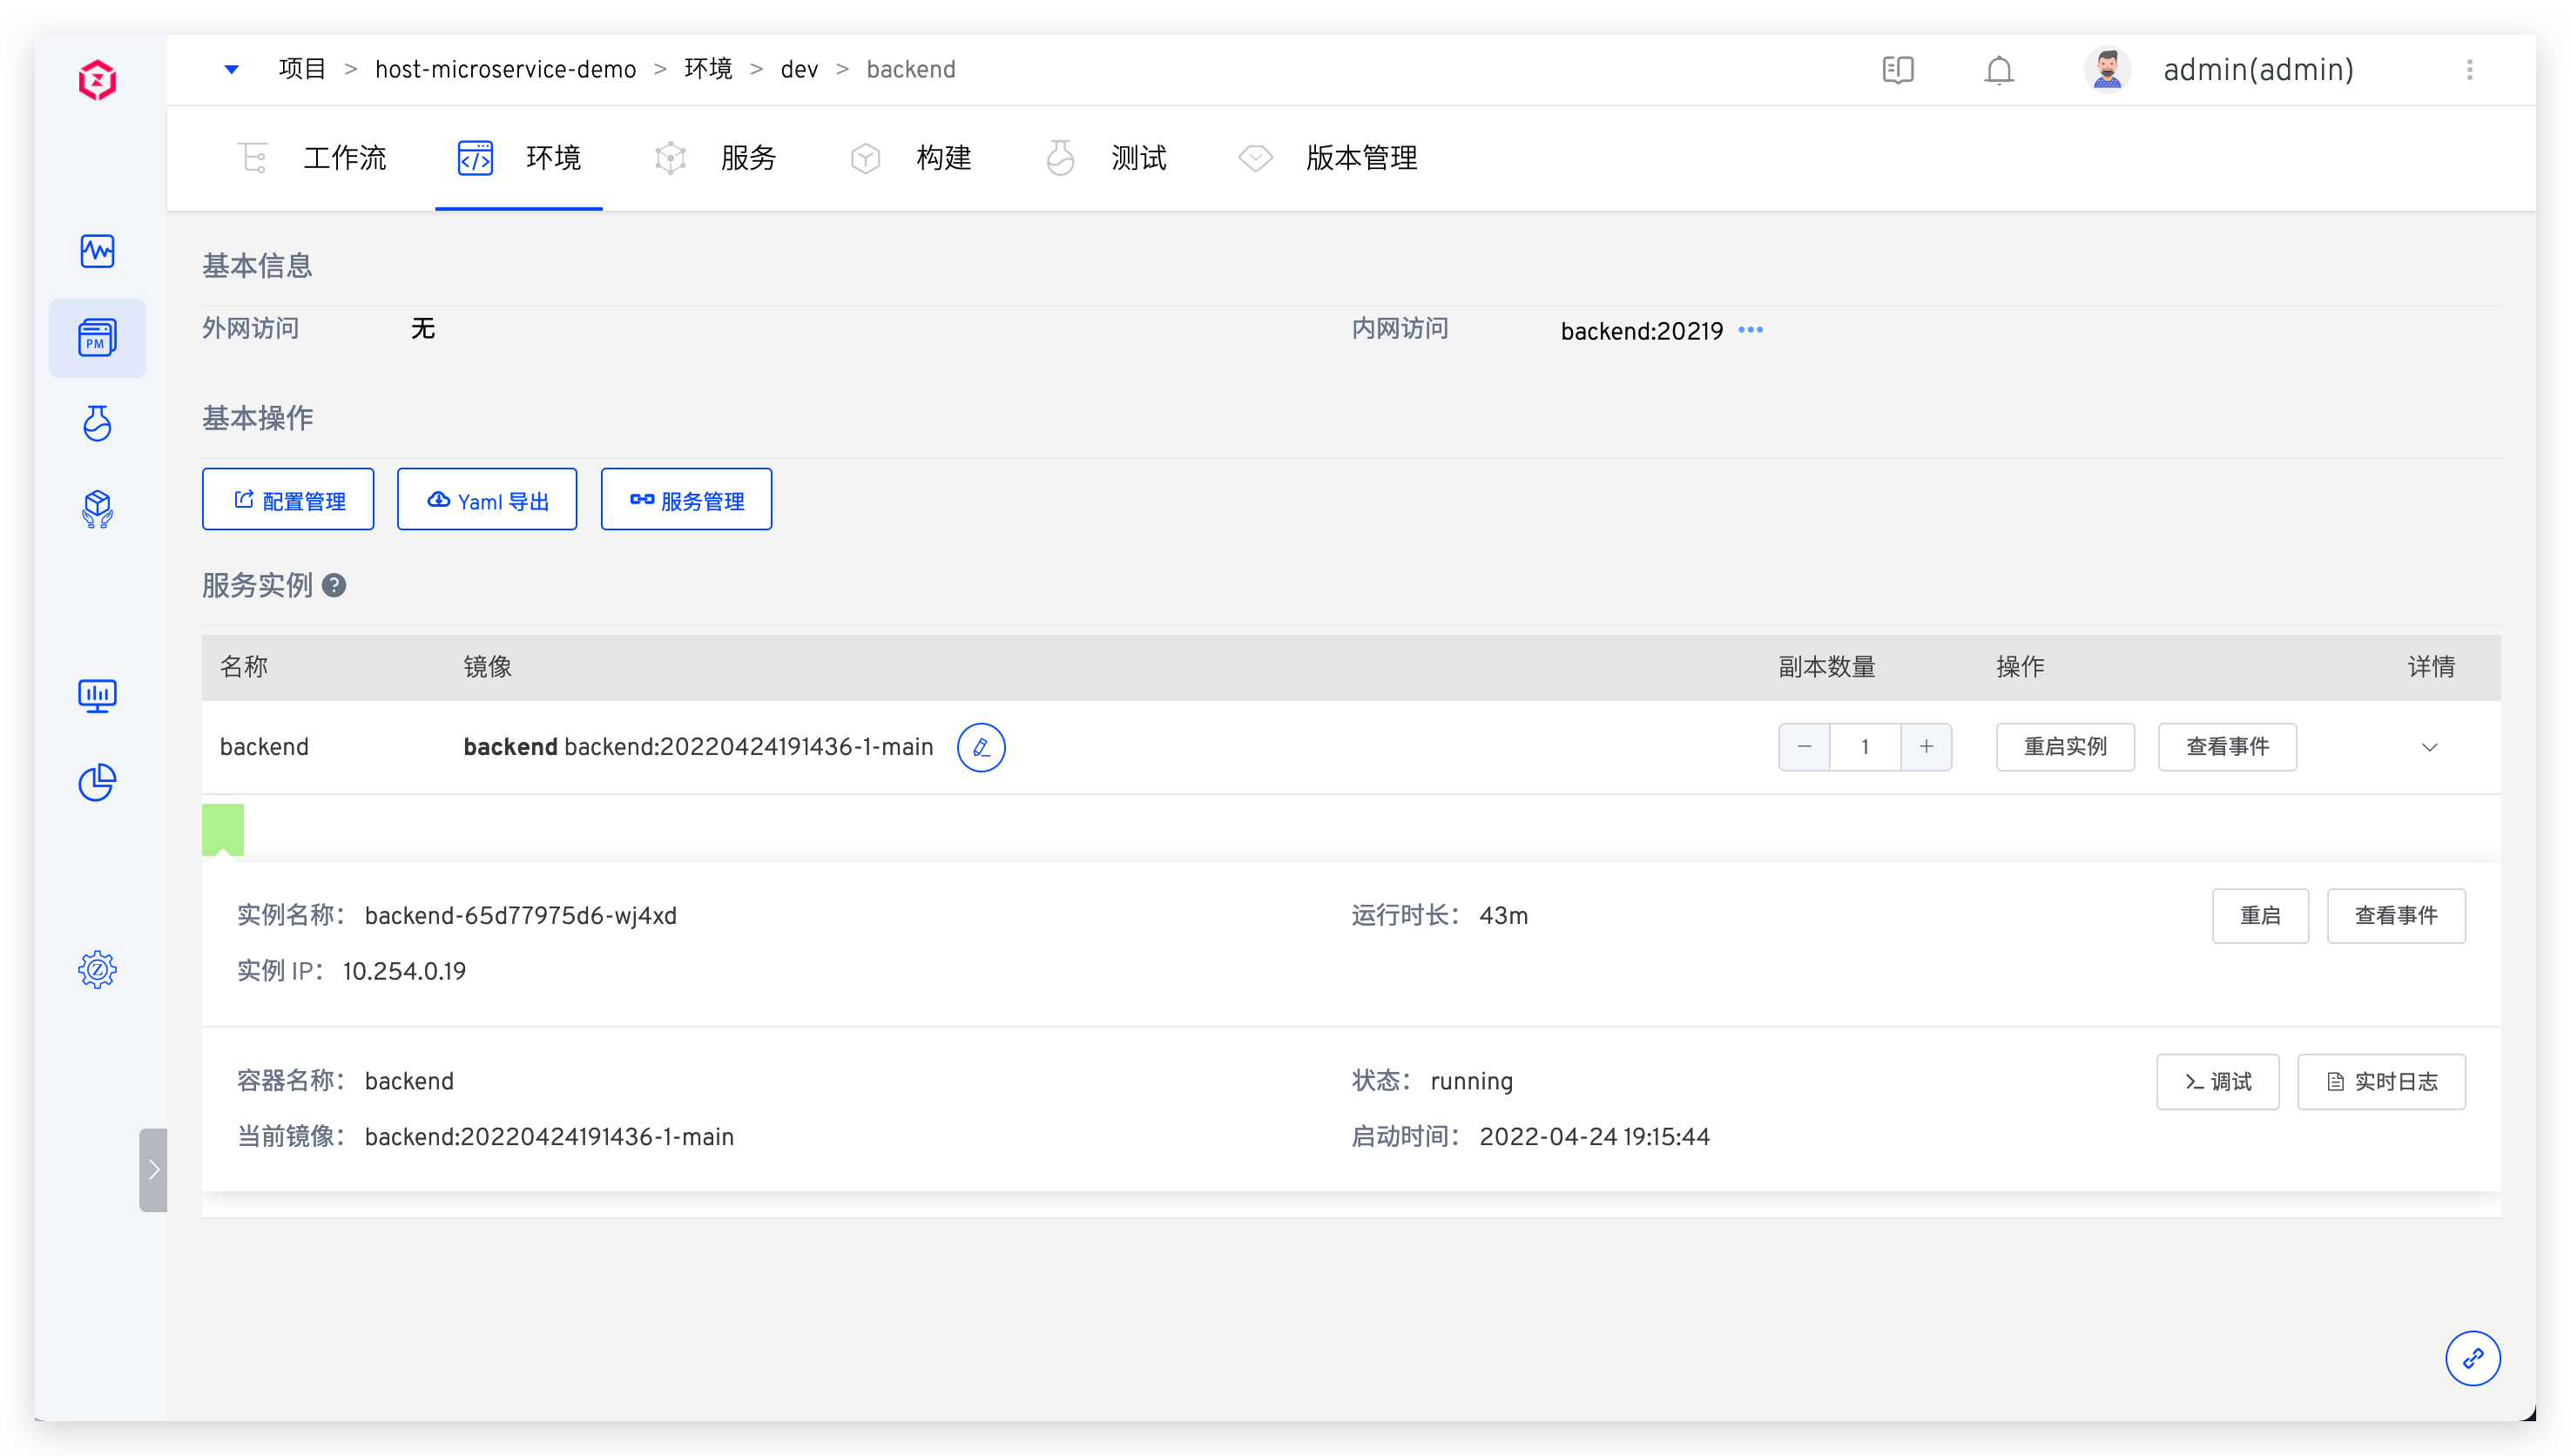 项目 > host-microservice-demo > 环境 > dev > backend
admin(admin)
工作流 环境 服务 构建 测试 版本管理
PM
基本信息
外网访问 无 内网访问 backend:20219
基本操作
配置管理 Yaml 导出 服务管理
服务实例 ?
名称 镜像 副本数量 操作 详情
backend backend backend:20220424191436-1-main − 1 + 重启实例 查看事件
实例名称： backend-65d77975d6-wj4xd 运行时长： 43m 重启 查看事件
实例 IP： 10.254.0.19
容器名称： backend 状态： running >_ 调试 实时日志
当前镜像： backend:20220424191436-1-main 启动时间： 2022-04-24 19:15:44